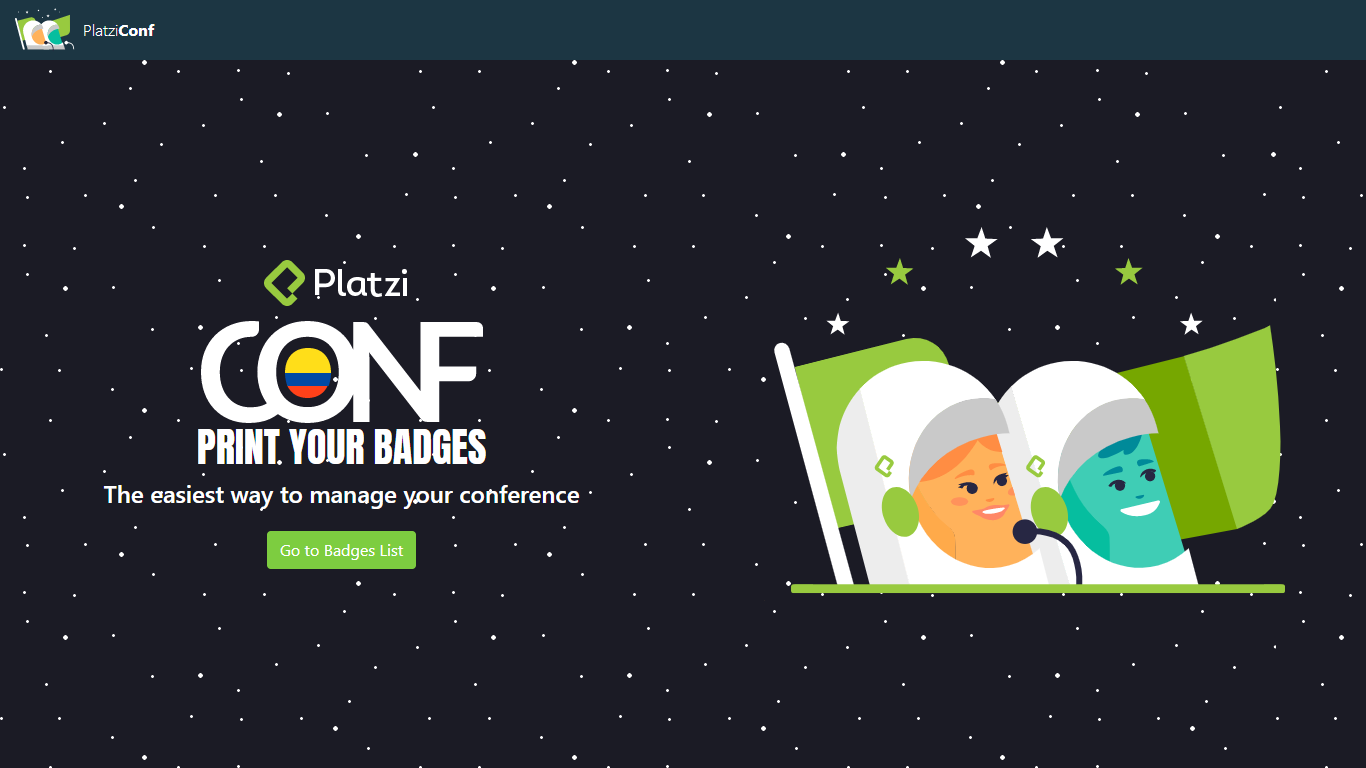 PlatziConf
Platzi
CONF
PRINT YOUR BADGES
The easiest way to manage your conference
Go to Badges List